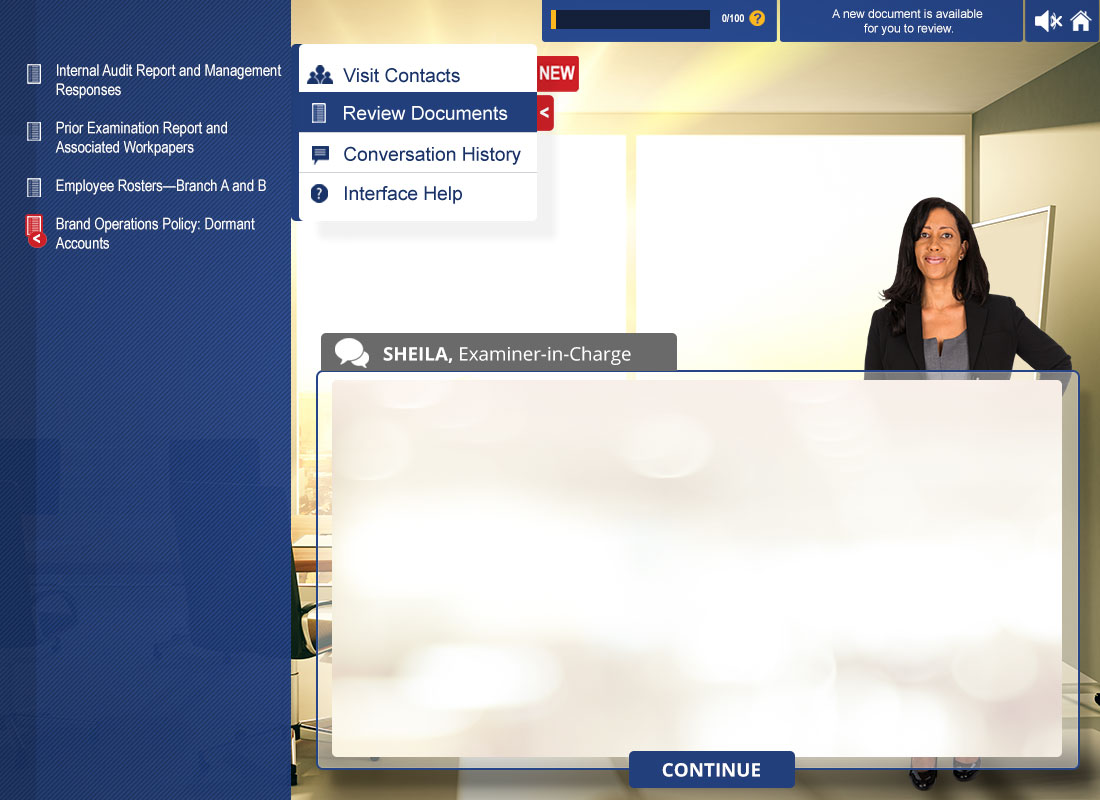 0/100 ?
A new document is available
for you to review.
Internal Audit Report and Management
Responses
Prior Examination Report and
Associated Workpapers
Employee Rosters—Branch A and B
Brand Operations Policy: Dormant
Accounts
Visit Contacts
NEW
Review Documents
<
Conversation History
? Interface Help
<
SHEILA, Examiner-in-Charge
CONTINUE